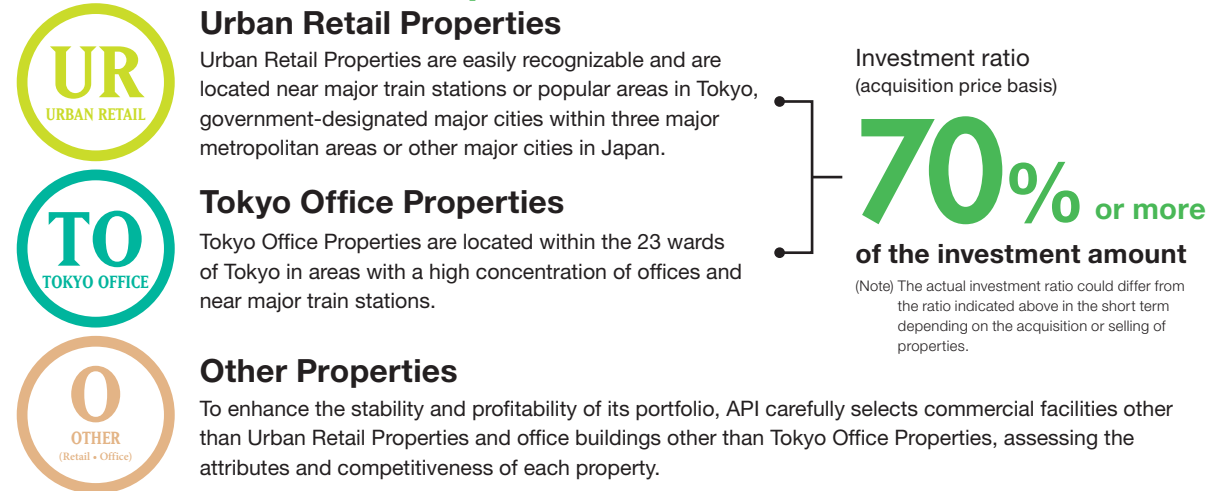 UR
URBAN RETAIL
Urban Retail Properties
Urban Retail Properties are easily recognizable and are
located near major train stations or popular areas in Tokyo,
government-designated major cities within three major
metropolitan areas or other major cities in Japan.
TO
TOKYO OFFICE
Tokyo Office Properties
Tokyo Office Properties are located within the 23 wards
of Tokyo in areas with a high concentration of offices and
near major train stations.
Investment ratio
(acquisition price basis)
70% or more
of the investment amount
(Note) The actual investment ratio could differ from
the ratio indicated above in the short term
depending on the acquisition or selling of
properties.
O
OTHER
(Retail • Office)
Other Properties
To enhance the stability and profitability of its portfolio, API carefully selects commercial facilities other
than Urban Retail Properties and office buildings other than Tokyo Office Properties, assessing the
attributes and competitiveness of each property.